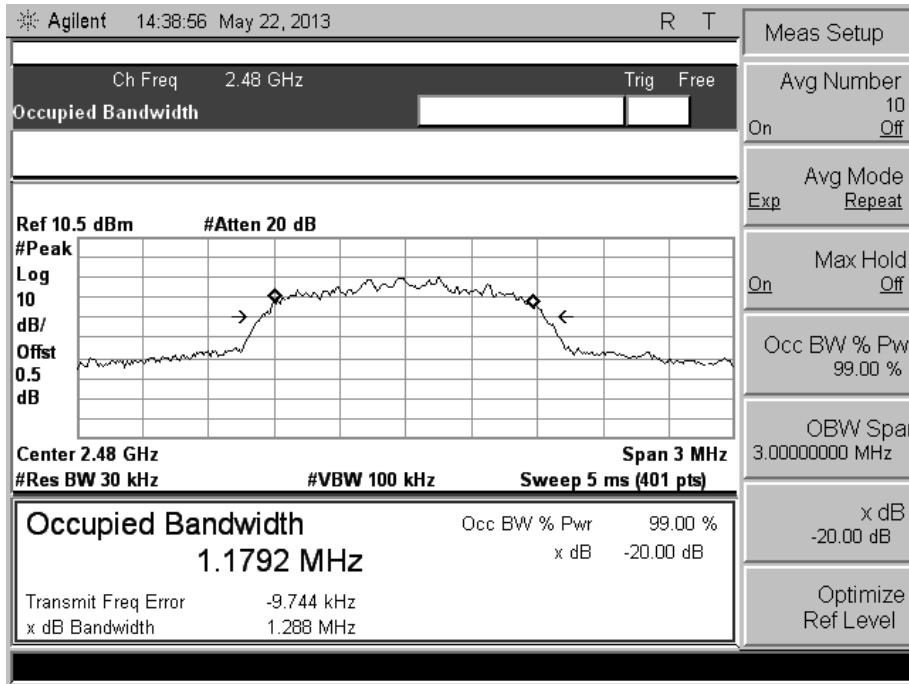 Agilent 14:38:56 May 22, 2013 R T
Ch Freq 2.48 GHz Trig Free
Occupied Bandwidth
Ref 10.5 dBm #Atten 20 dB
#Peak
Log
10
dB/
Offst
0.5
dB
Center 2.48 GHz Span 3 MHz
#Res BW 30 kHz #VBW 100 kHz Sweep 5 ms (401 pts)
Occupied Bandwidth
1.1792 MHz
Occ BW % Pwr 99.00 %
x dB -20.00 dB
Transmit Freq Error -9.744 kHz
x dB Bandwidth 1.288 MHz
Meas Setup
Avg Number
10
On Off
Avg Mode
Exp Repeat
Max Hold
On Off
Occ BW % Pw
99.00 %
OBW Spa
3.00000000 MHz
x dB
-20.00 dB
Optimize
Ref Level